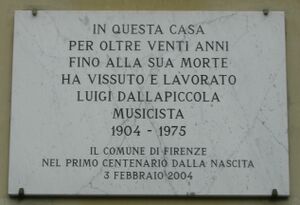 IN QUESTA CASA
PER OLTRE VENTI ANNI
FINO ALLA SUA MORTE
HA VISSUTO E LAVORATO
LUIGI DALLAPICCOLA
MUSICISTA
1904 - 1975
IL COMUNE DI FIRENZE
NEL PRIMO CENTENARIO DALLA NASCITA
3 FEBBRAIO 2004